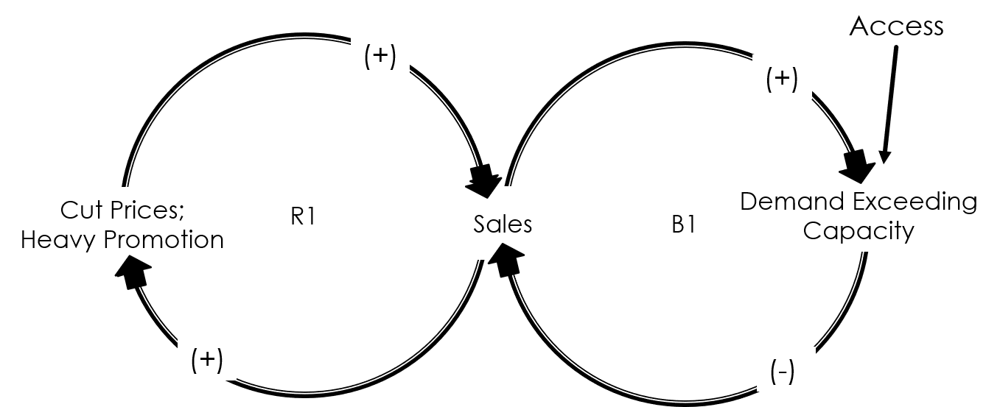 Access
(+)
(+)
Cut Prices;
Heavy Promotion
R1
Sales
B1
Demand Exceeding
Capacity
(+)
(-)